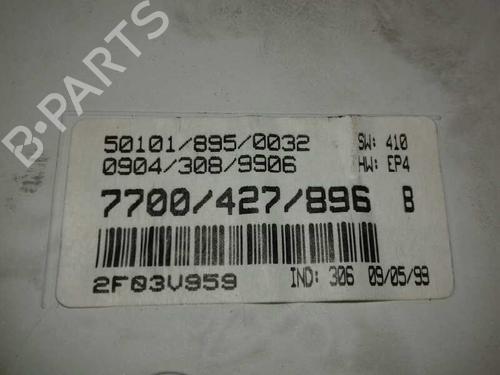 B-PARTS
50101/895/0032 SW: 410
0904/308/9906 HW: EP4
7700/427/896 B
2F03V959 IND: 306 09/05/99